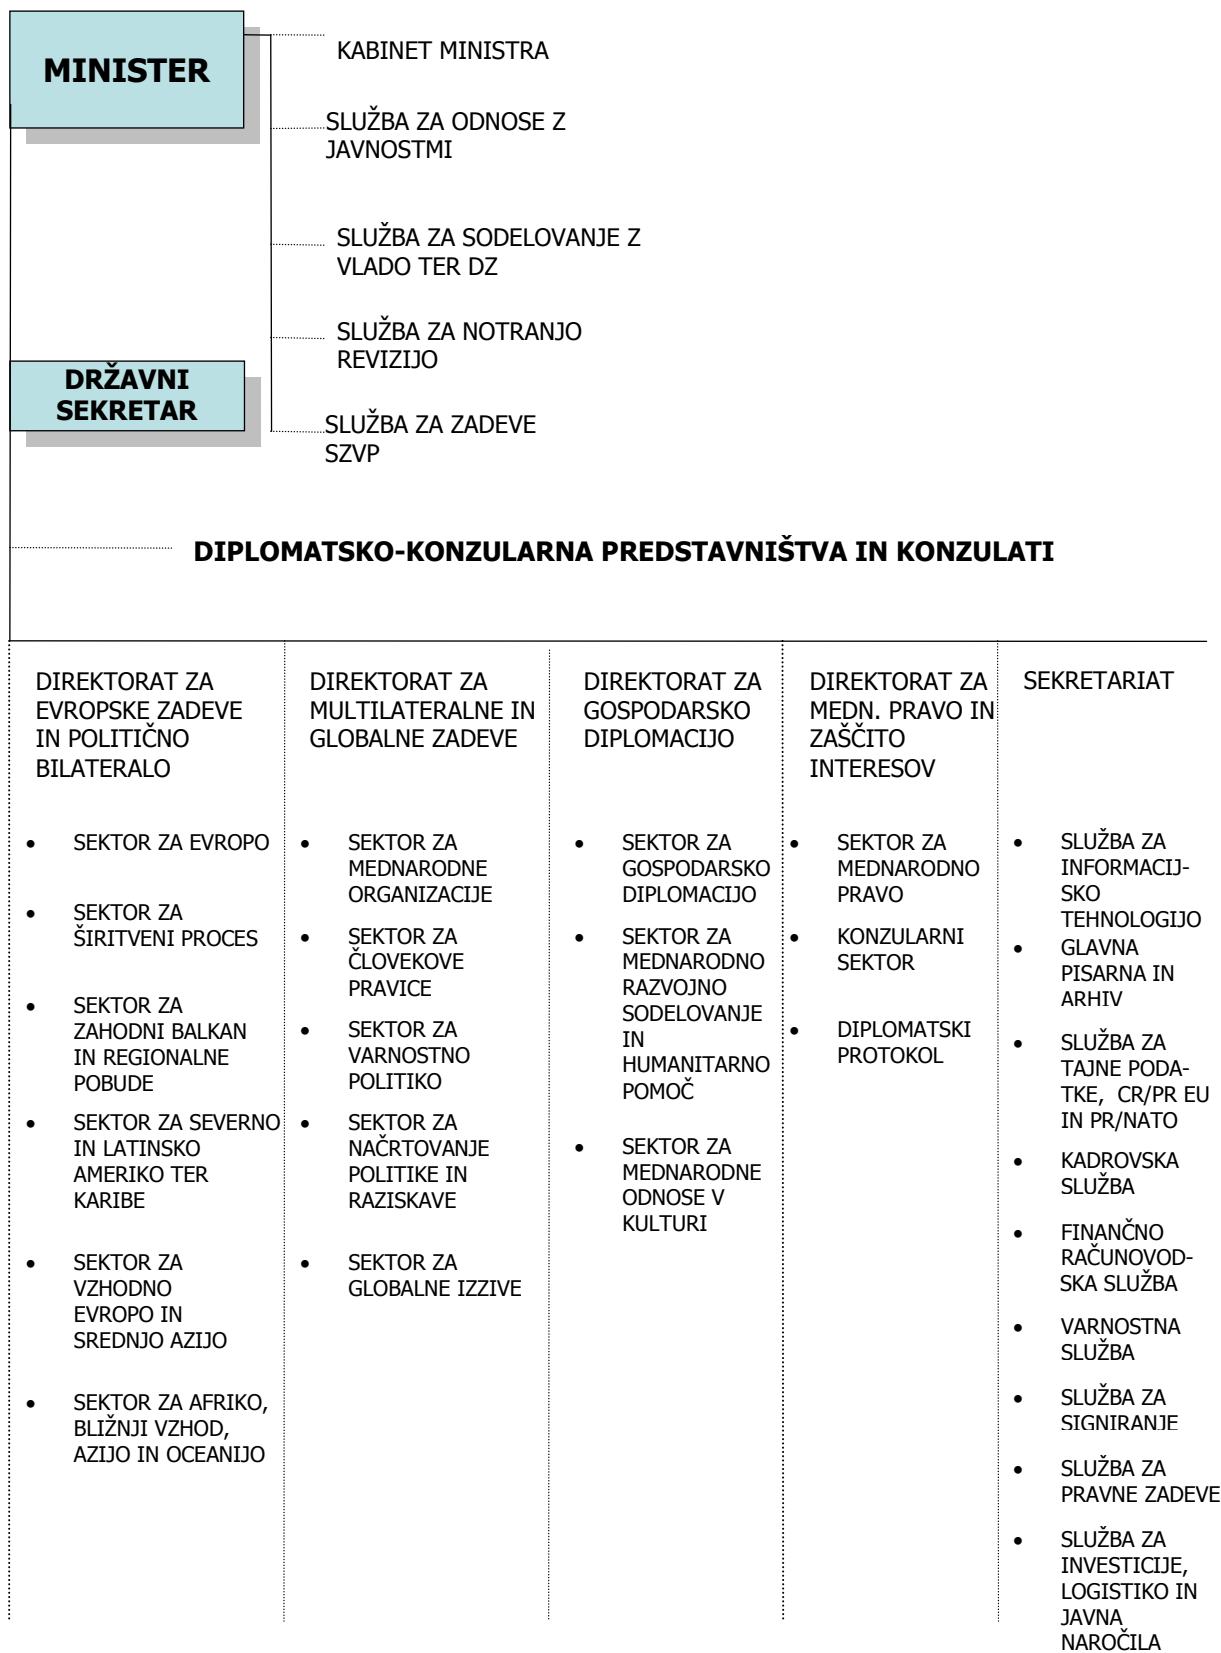 MINISTER
KABINET MINISTRA
SLUŽBA ZA ODNOSE Z
JAVNOSTMI
SLUŽBA ZA SODELOVANJE Z
VLADO TER DZ
SLUŽBA ZA NOTRANJO
REVIZIJO
DRŽAVNI
SEKRETAR
SLUŽBA ZA ZADEVE
SZVP
DIPLOMATSKO-KONZULARNA PREDSTAVNIŠTVA IN KONZULATI
DIREKTORAT ZA
EVROPSKE ZADEVE
IN POLITIČNO
BILATERALO
• SEKTOR ZA EVROPO
• SEKTOR ZA
ŠIRITVENI PROCES
• SEKTOR ZA
ZAHODNI BALKAN
IN REGIONALNE
POBUDE
• SEKTOR ZA SEVERNO
IN LATINSKO
AMERIKO TER
KARIBE
• SEKTOR ZA
VZHODNO
EVROPO IN
SREDNJO AZIJO
• SEKTOR ZA AFRIKO,
BLIŽNJI VZHOD,
AZIJO IN OCEANIJO
DIREKTORAT ZA
MULTILATERALNE IN
GLOBALNE ZADEVE
• SEKTOR ZA
MEDNARODNE
ORGANIZACIJE
• SEKTOR ZA
ČLOVEKOVE
PRAVICE
• SEKTOR ZA
VARNOSTNO
POLITIKO
• SEKTOR ZA
NAČRTOVANJE
POLITIKE IN
RAZISKAVE
• SEKTOR ZA
GLOBALNE IZZIVE
DIREKTORAT ZA
GOSPODARSKO
DIPLOMACIJO
• SEKTOR ZA
GOSPODARSKO
DIPLOMACIJO
• SEKTOR ZA
MEDNARODNO
RAZVOJNO
SODELOVANJE
IN
HUMANITARNO
POMOČ
• SEKTOR ZA
MEDNARODNE
ODNOSE V
KULTURI
DIREKTORAT ZA
MEDN. PRAVO IN
ZAŠČITO
INTERESOV
• SEKTOR ZA
MEDNARODNO
PRAVO
• KONZULARNI
SEKTOR
• DIPLOMATSKI
PROTOKOL
SEKRETARIAT
• SLUŽBA ZA
INFORMACIJ-
SKO
TEHNOLOGIJO
• GLAVNA
PISARNA IN
ARHIV
• SLUŽBA ZA
TAJNE PODA-
TKE, CR/PR EU
IN PR/NATO
• KADROVSKA
SLUŽBA
• FINANČNO
RAČUNOVOD-
SKA SLUŽBA
• VARNOSTNA
SLUŽBA
• SLUŽBA ZA
SIGNIRANJE
• SLUŽBA ZA
PRAVNE ZADEVE
• SLUŽBA ZA
INVESTICIJE,
LOGISTIKO IN
JAVNA
NAROČILA